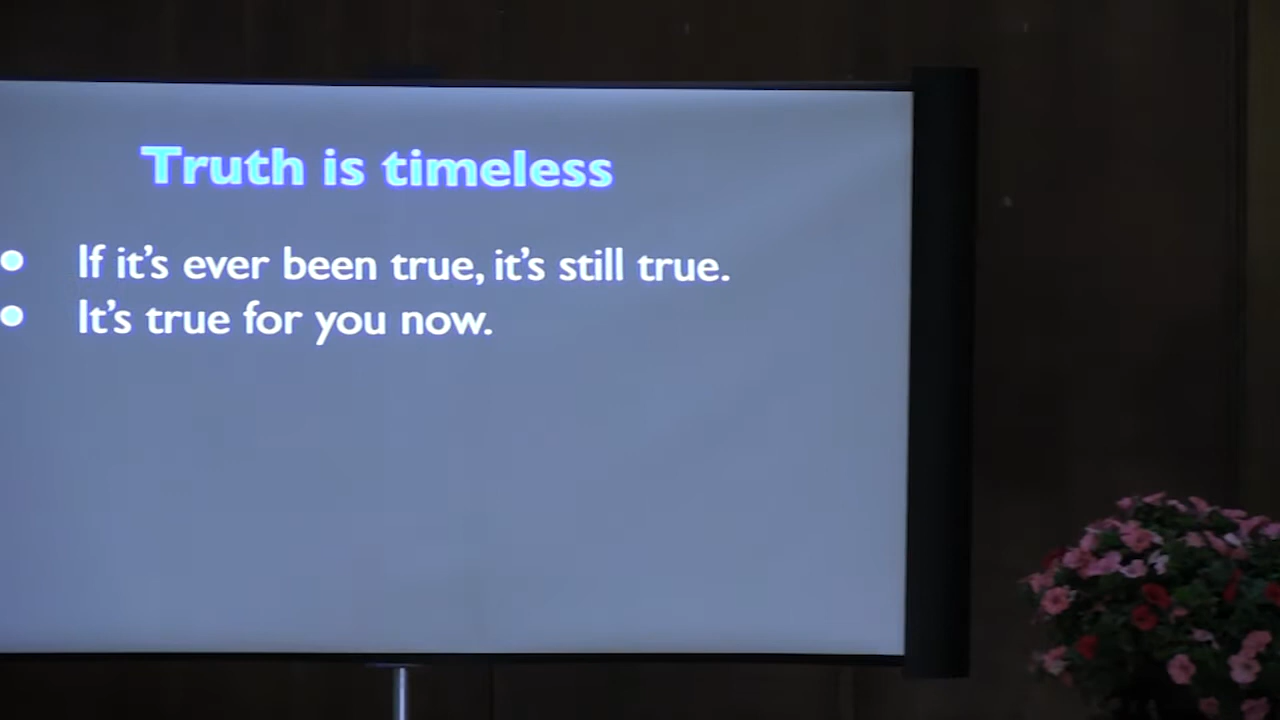 Truth is timeless
• If it's ever been true, it's still true.
• It's true for you now.